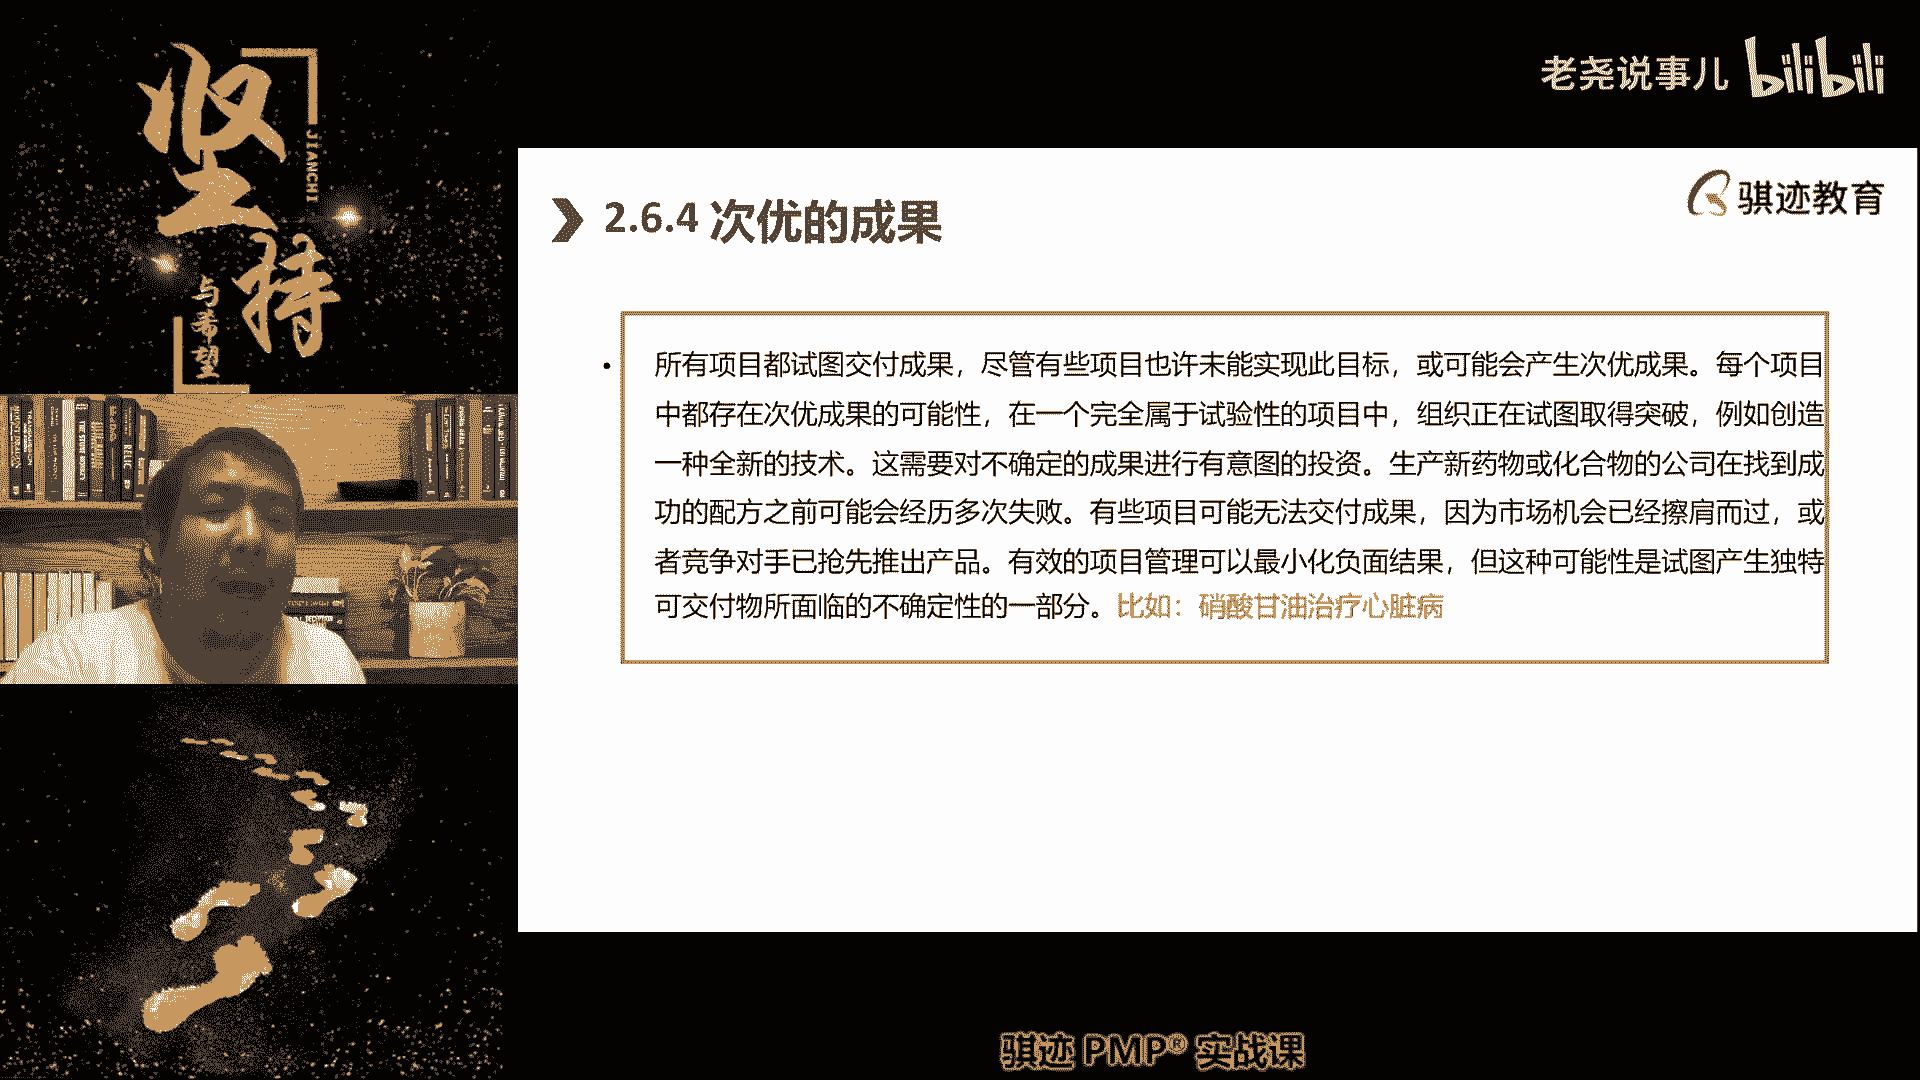 坚持
JIANCHI
与希望
老尧说事儿 bilibili
骐迹教育
2.6.4 次优的成果
• 所有项目都试图交付成果，尽管有些项目也许未能实现此目标，或可能会产生次优成果。每个项目
中都存在次优成果的可能性，在一个完全属于试验性的项目中，组织正在试图取得突破，例如创造
一种全新的技术。这需要对不确定的成果进行有意图的投资。生产新药物或化合物的公司在找到成
功的配方之前可能会经历多次失败。有些项目可能无法交付成果，因为市场机会已经擦肩而过，或
者竞争对手已抢先推出产品。有效的项目管理可以最小化负面结果，但这种可能性是试图产生独特
可交付物所面临的不确定性的一部分。比如：硝酸甘油治疗心脏病
骐迹 PMP® 实战课